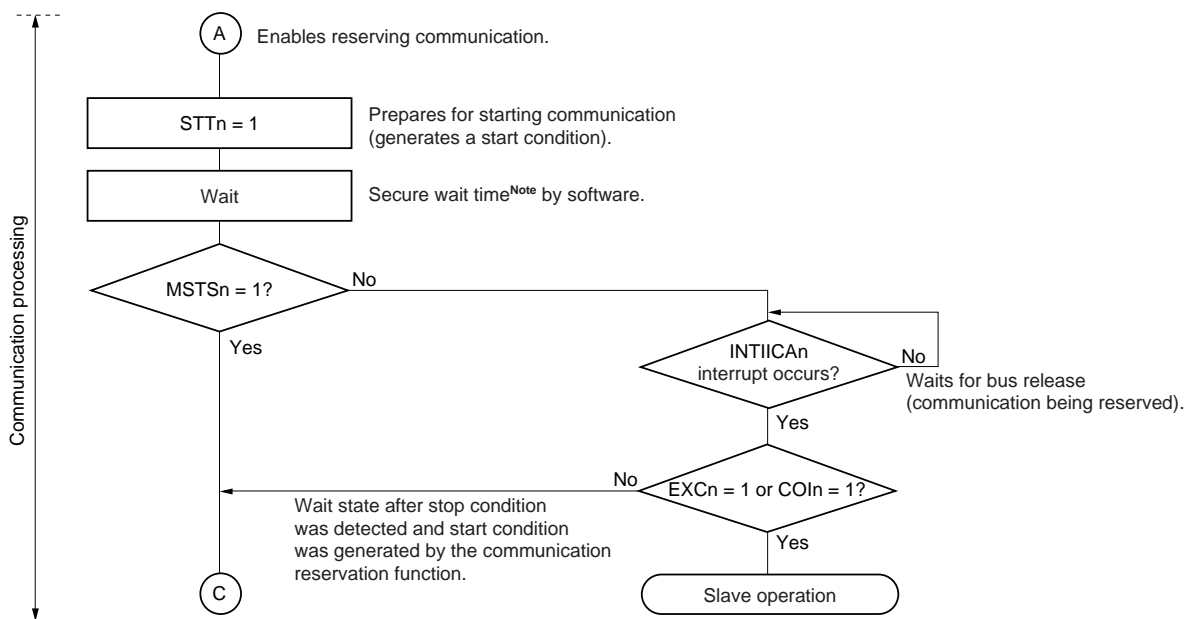 A
Enables reserving communication.
STTn = 1
Prepares for starting communication
(generates a start condition).
Wait
Secure wait timeNote by software.
Communication processing
MSTSn = 1?
No
Yes
INTIICAn
interrupt occurs?
No
Waits for bus release
(communication being reserved).
Yes
EXCn = 1 or COIn = 1?
No
Wait state after stop condition
was detected and start condition
was generated by the communication
reservation function.
Yes
C
Slave operation